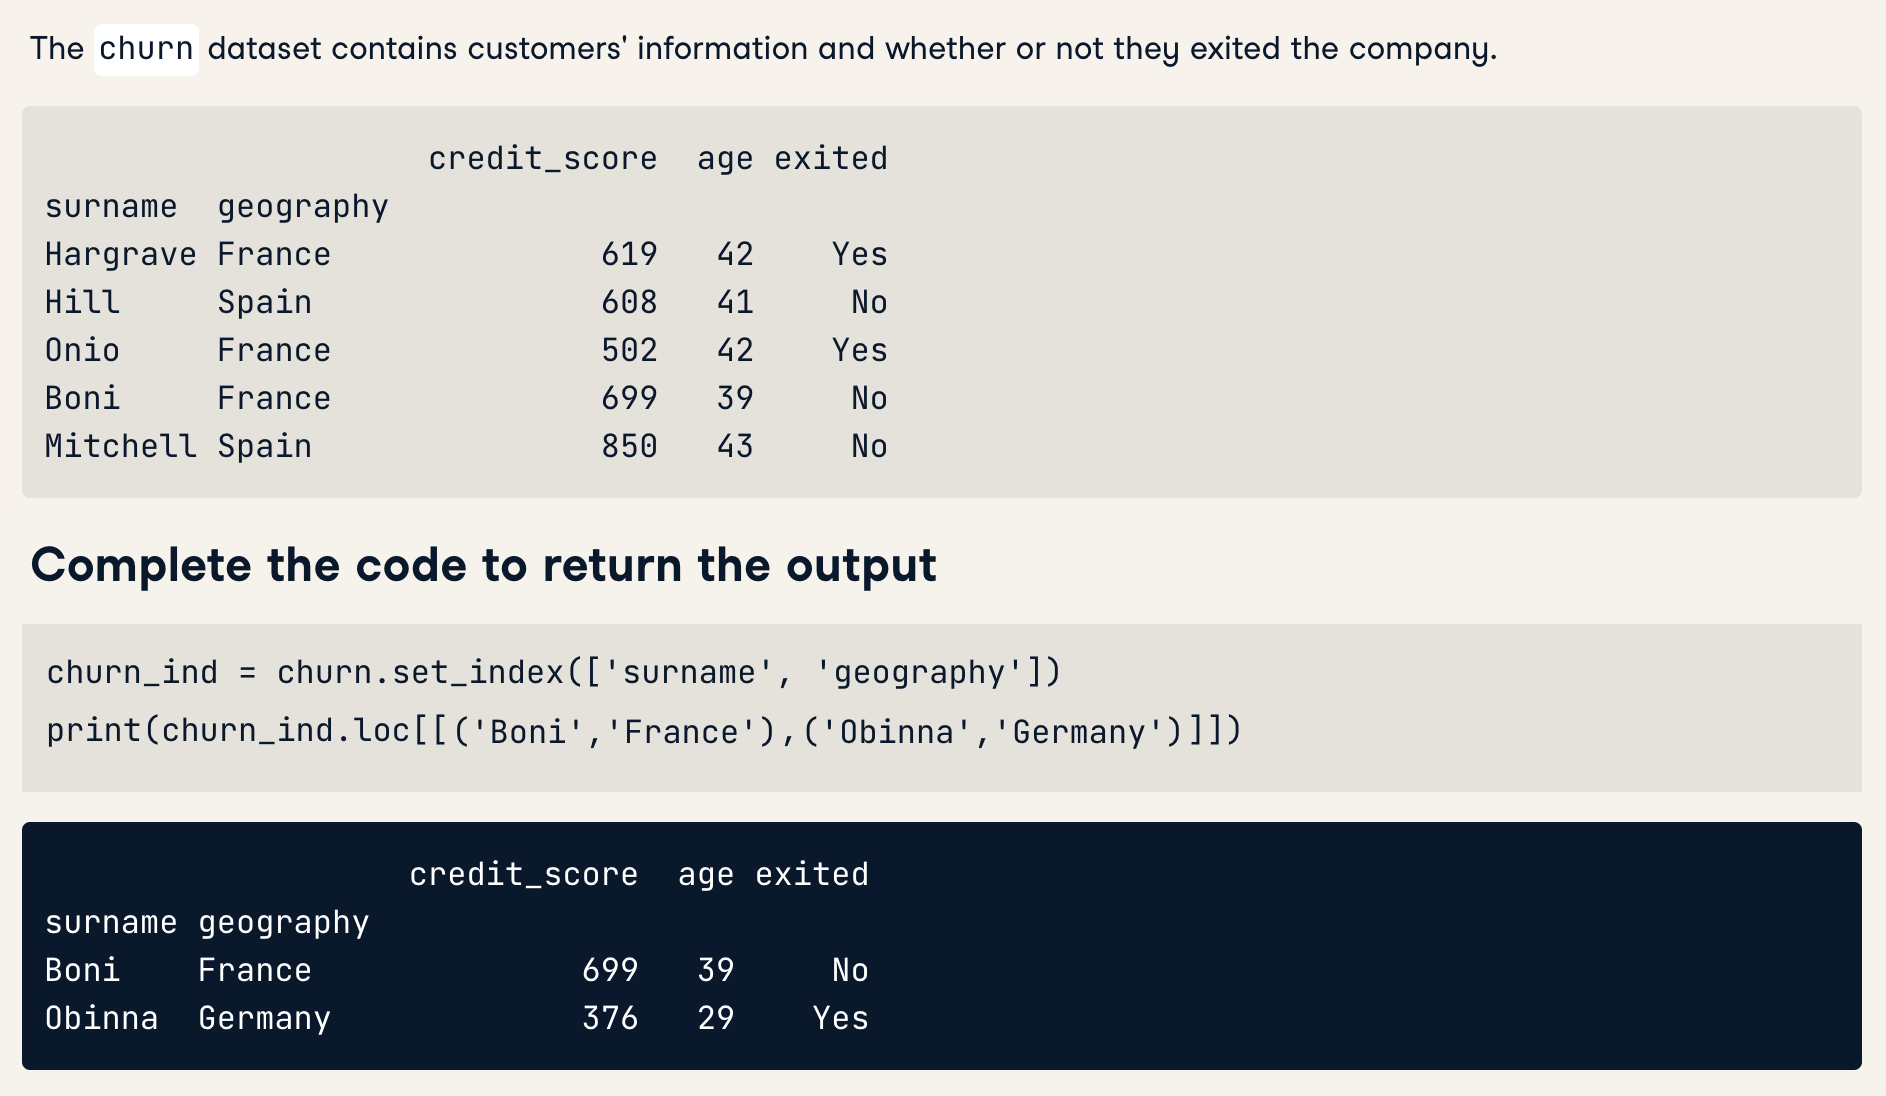 The churn dataset contains customers' information and whether or not they exited the company.
credit_score age exited
surname geography
Hargrave France 619 42 Yes
Hill Spain 608 41 No
Onio France 502 42 Yes
Boni France 699 39 No
Mitchell Spain 850 43 No
Complete the code to return the output
churn_ind = churn.set_index(['surname', 'geography'])
print(churn_ind.loc[[('Boni','France'),('Obinna','Germany')]])
credit_score age exited
surname geography
Boni France 699 39 No
Obinna Germany 376 29 Yes